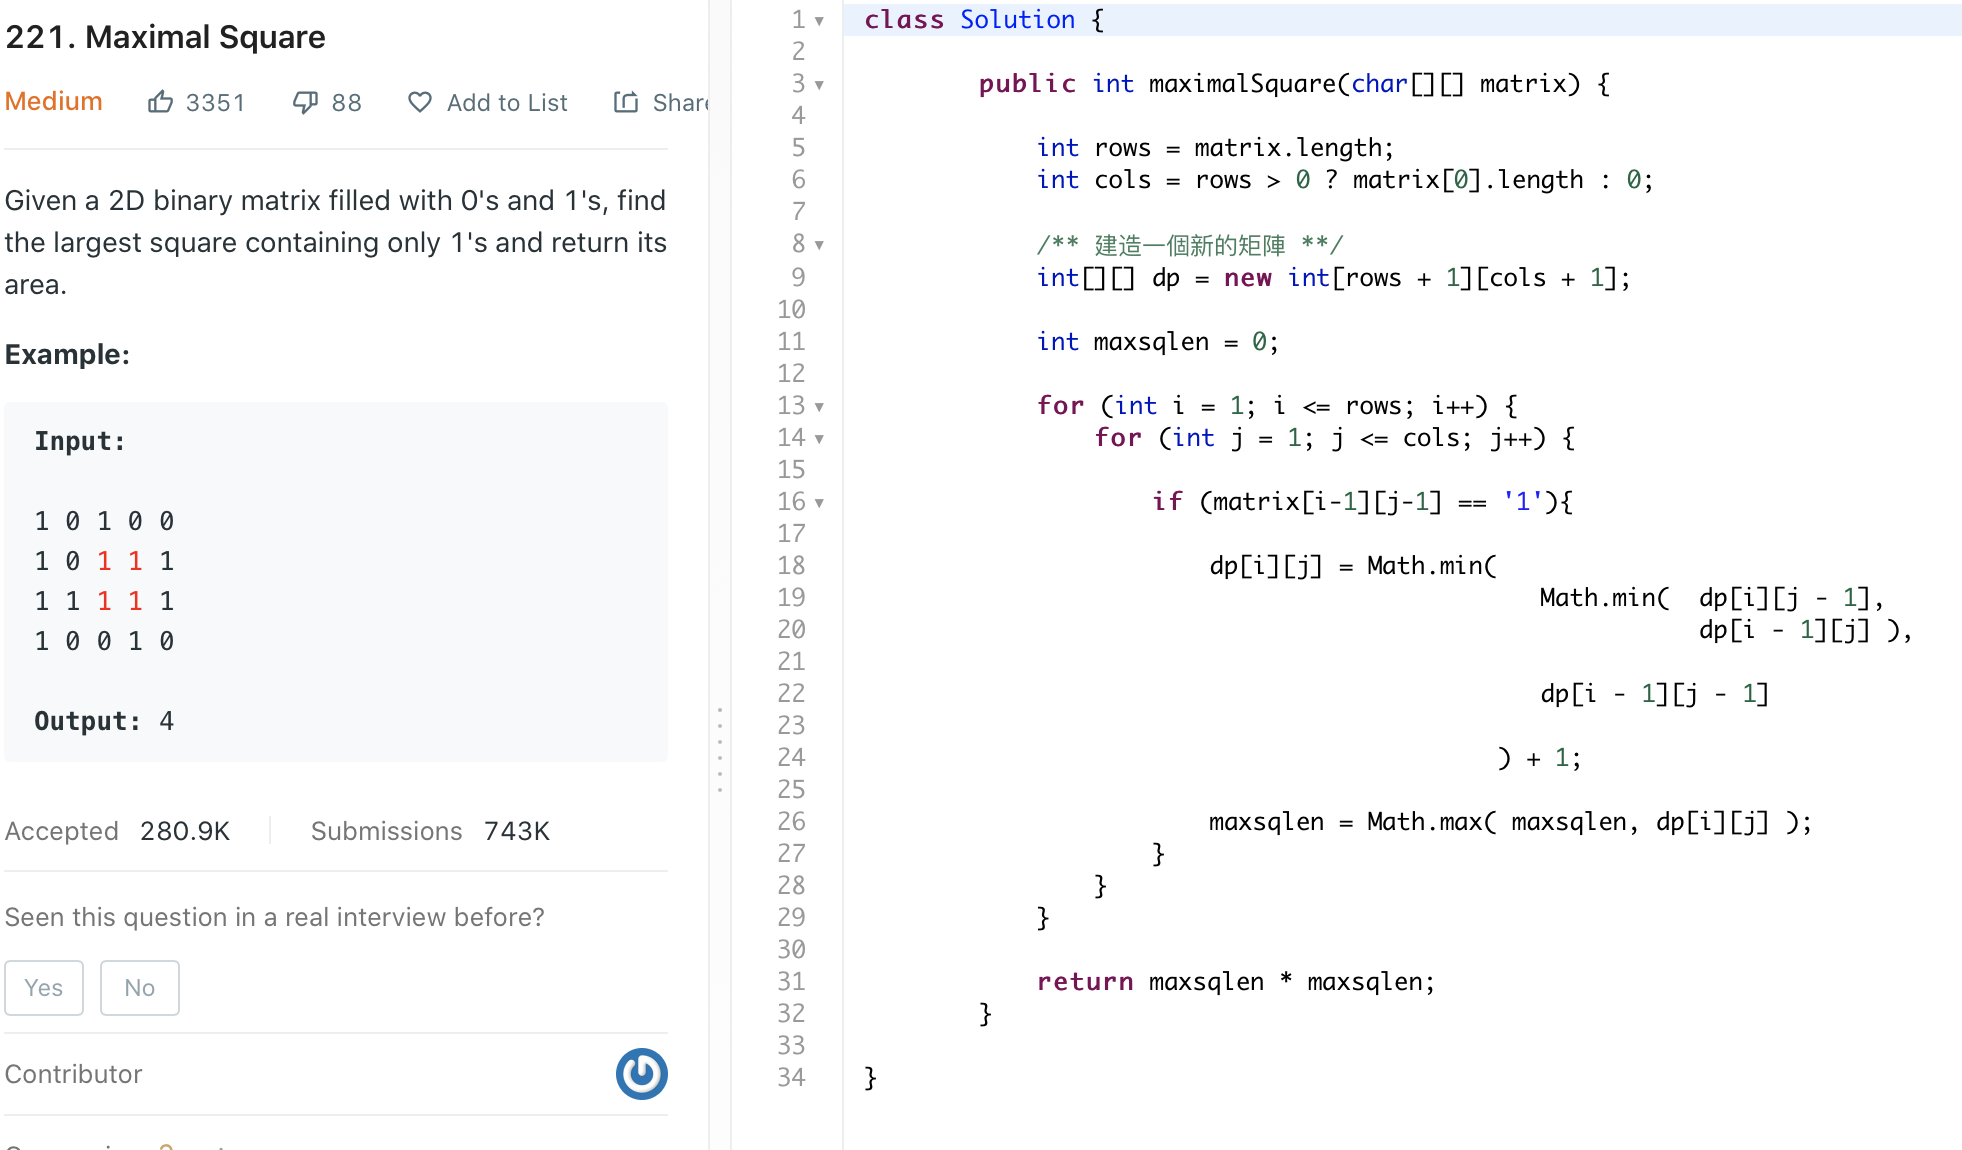 221. Maximal Square
Medium 3351 88 Add to List Share
Given a 2D binary matrix filled with 0's and 1's, find
the largest square containing only 1's and return its
area.
Example:
Input:
1 0 1 0 0
1 0 1 1 1
1 1 1 1 1
1 0 0 1 0
Output: 4
Accepted 280.9K Submissions 743K
Seen this question in a real interview before?
Yes No
Contributor
1 class Solution {
2
3 public int maximalSquare(char[][] matrix) {
4
5 int rows = matrix.length;
6 int cols = rows > 0 ? matrix[0].length : 0;
7
8 /** 建造一個新的矩陣 **/
9 int[][] dp = new int[rows + 1][cols + 1];
10
11 int maxsqlen = 0;
12
13 for (int i = 1; i <= rows; i++) {
14 for (int j = 1; j <= cols; j++) {
15
16 if (matrix[i-1][j-1] == '1'){
17
18 dp[i][j] = Math.min(
19 Math.min( dp[i][j - 1],
20 dp[i - 1][j] ),
21
22 dp[i - 1][j - 1]
23
24 ) + 1;
25
26 maxsqlen = Math.max( maxsqlen, dp[i][j] );
27 }
28 }
29 }
30
31 return maxsqlen * maxsqlen;
32 }
33
34 }